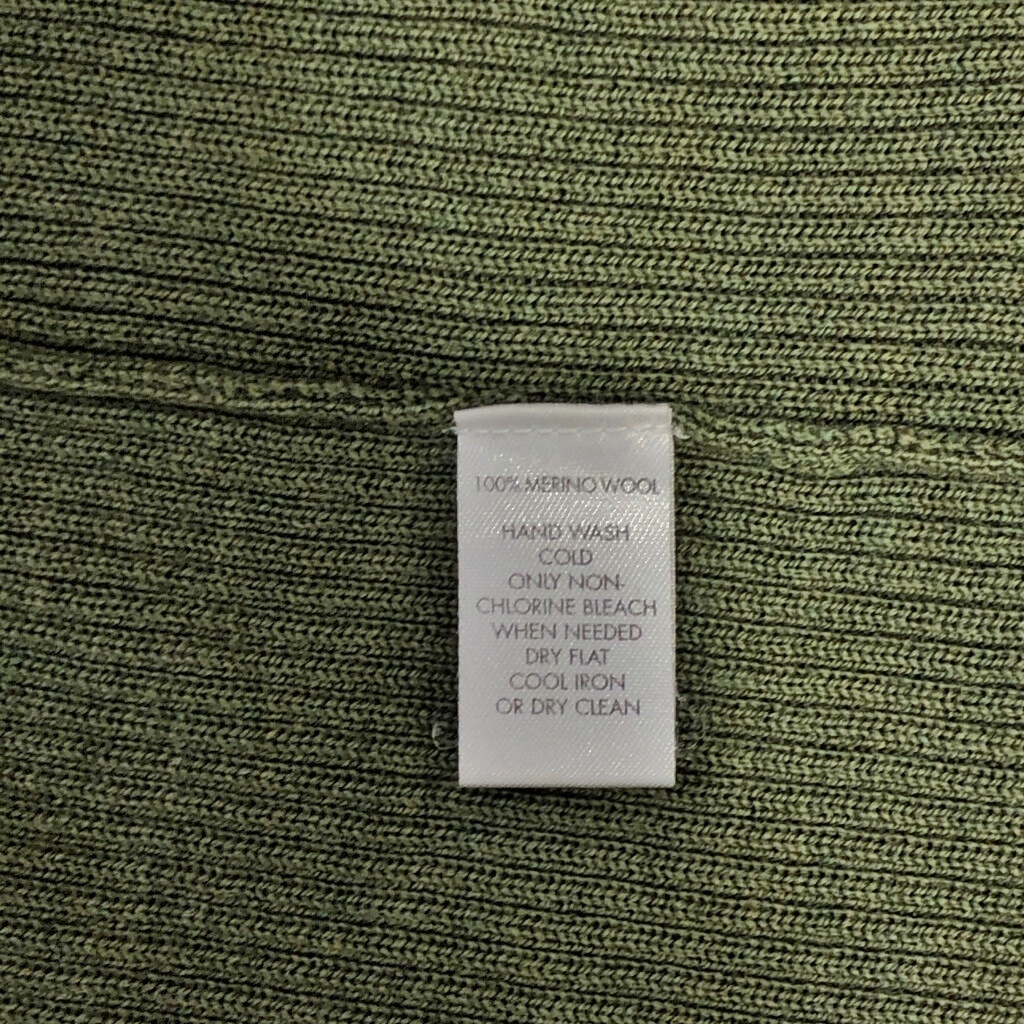 100% MERINO WOOL
HAND WASH
COLD
ONLY NON-
CHLORINE BLEACH
WHEN NEEDED
DRY FLAT
COOL IRON
OR DRY CLEAN